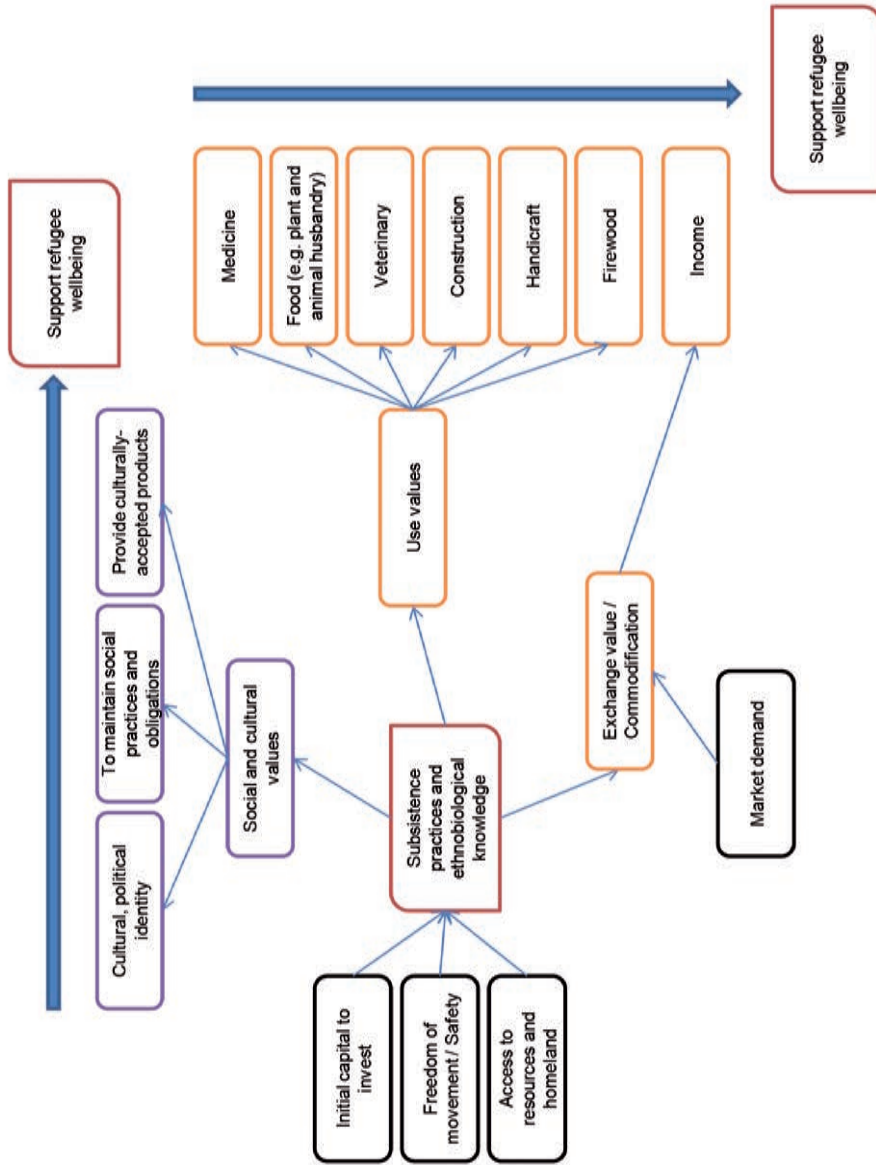 Support refugee
wellbeing
Cultural, political
identity
To maintain social
practices and
obligations
Provide culturally-
accepted products
Social and cultural
values
Initial capital to
invest
Freedom of
movement / Safety
Access to
resources and
homeland
Subsistence
practices and
ethnobiological
knowledge
Use values
Medicine
Food (e.g. plant and
animal husbandry)
Veterinary
Construction
Handicraft
Firewood
Exchange value /
Commodification
Income
Market demand
Support refugee
wellbeing